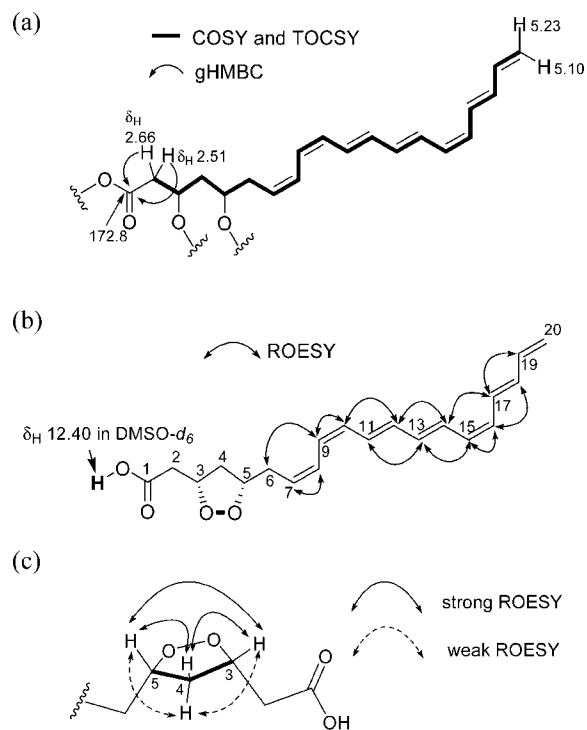 (a)
COSY and TOCSY
gHMBC
H 5.23
H 5.10
δH
2.66
H
H δH 2.51
O
O
172.8
O
O
(b)
ROESY
20
19
17
15
13
11
9
δH 12.40 in DMSO-d6
H
O
1
2
3
4
5
6
7
O
O–O
(c)
strong ROESY
weak ROESY
H
O
O
H
H
5
4
3
H
O
OH